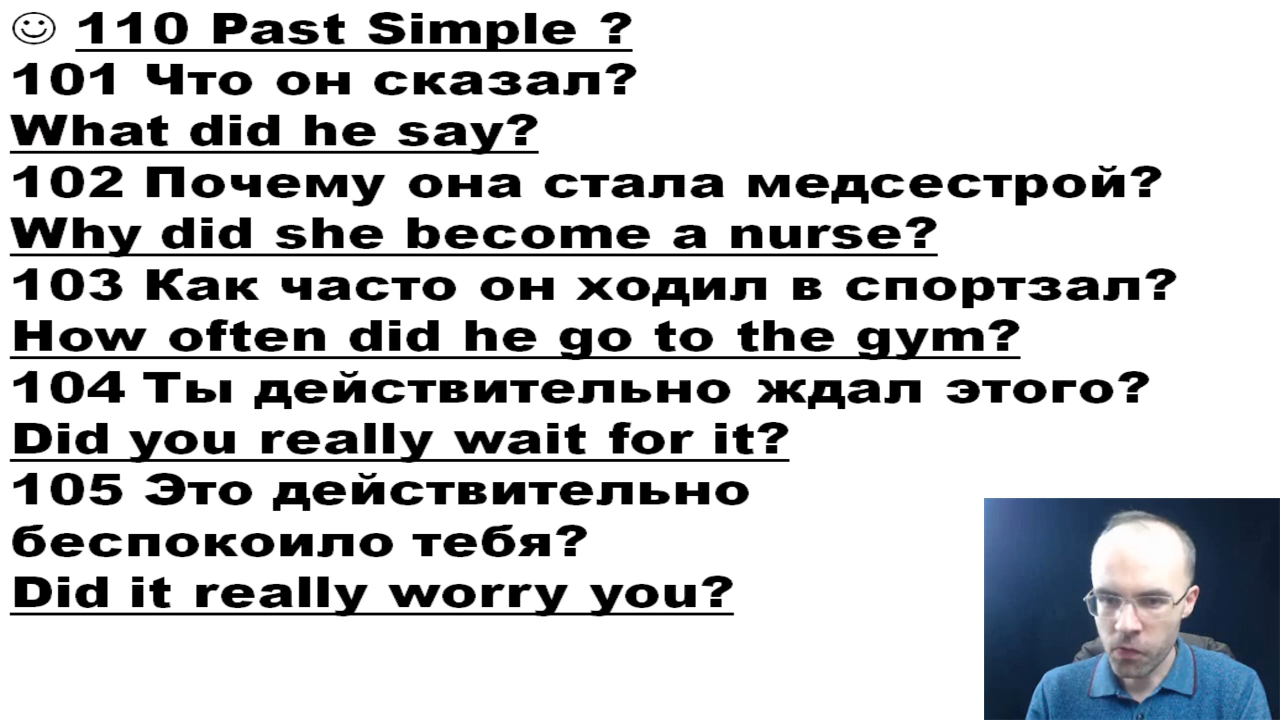 ☺ 110 Past Simple ?
101 Что он сказал?
What did he say?
102 Почему она стала медсестрой?
Why did she become a nurse?
103 Как часто он ходил в спортзал?
How often did he go to the gym?
104 Ты действительно ждал этого?
Did you really wait for it?
105 Это действительно
беспокоило тебя?
Did it really worry you?